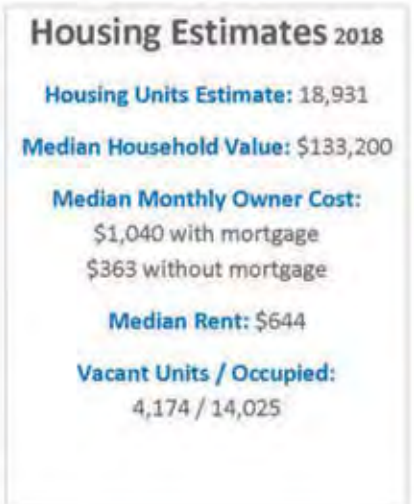 Housing Estimates 2018
Housing Units Estimate: 18,931
Median Household Value: $133,200
Median Monthly Owner Cost:
$1,040 with mortgage
$363 without mortgage
Median Rent: $644
Vacant Units / Occupied:
4,174 / 14,025